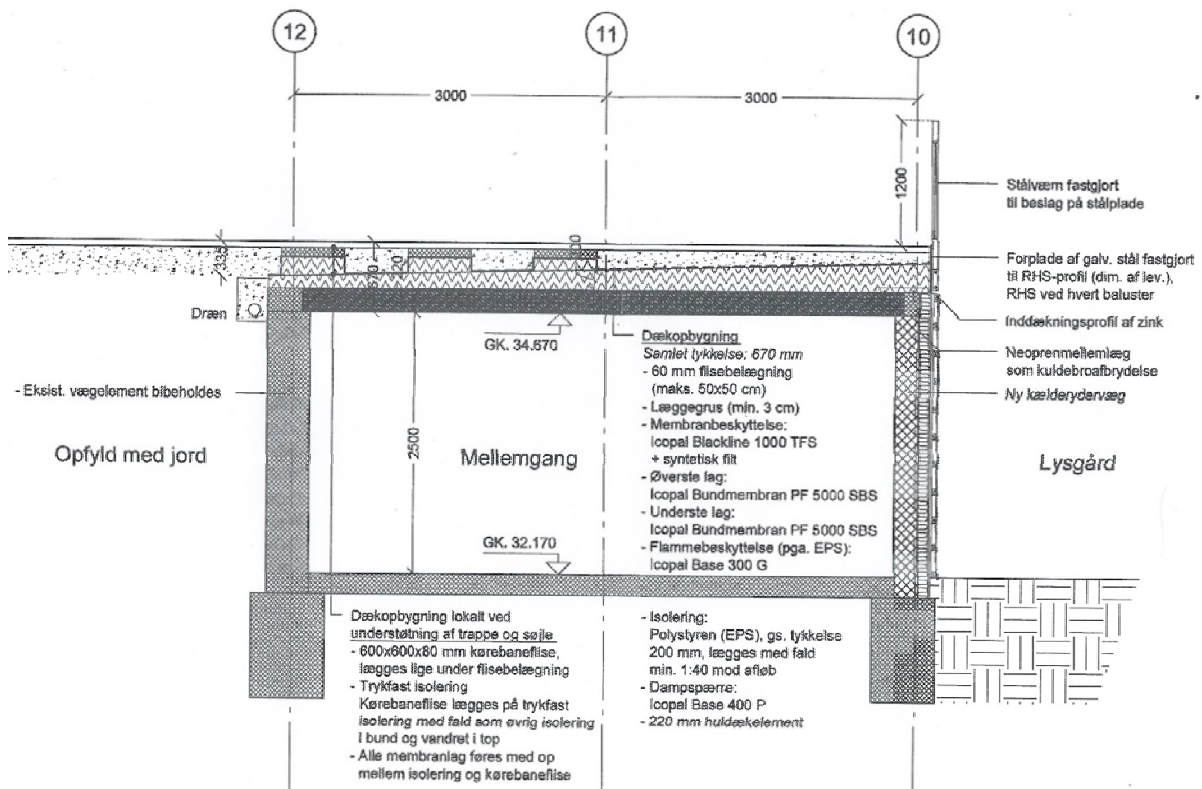 12
11
10
3000
3000
1200
Stålværn fastgjort
til beslag på stålplade
335
670
220
Forplade af galv. stål fastgjort
til RHS-profil (dim. af lev.),
RHS ved hvert baluster
Dræn
Inddækningsprofil af zink
GK. 34.670
Neoprenmellemlæg
som kuldebroafbrydelse
- Eksist. vægelement bibeholdes
Ny kælderydervæg
Dækopbygning
Samlet tykkelse: 670 mm
- 60 mm flisebelægning
(maks. 50x50 cm)
- Læggegrus (min. 3 cm)
- Membranbeskyttelse:
Icopal Blackline 1000 TFS
+ syntetisk filt
- Øverste lag:
Icopal Bundmembran PF 5000 SBS
- Underste lag:
Icopal Bundmembran PF 5000 SBS
- Flammebeskyttelse (pga. EPS):
Icopal Base 300 G
Opfyld med jord
2500
Mellemgang
Lysgård
GK. 32.170
Dækopbygning lokalt ved
understøtning af trappe og søjle
- 600x600x80 mm kørebaneflise,
lægges lige under flisebelægning
- Trykfast isolering
Kørebaneflise lægges på trykfast
isolering med fald som øvrig isolering
i bund og vandret i top
- Alle membranlag føres med op
mellem isolering og kørebaneflise
- Isolering:
Polystyren (EPS), gs. tykkelse
200 mm, lægges med fald
min. 1:40 mod afløb
- Dampspærre:
Icopal Base 400 P
- 220 mm huldækelement